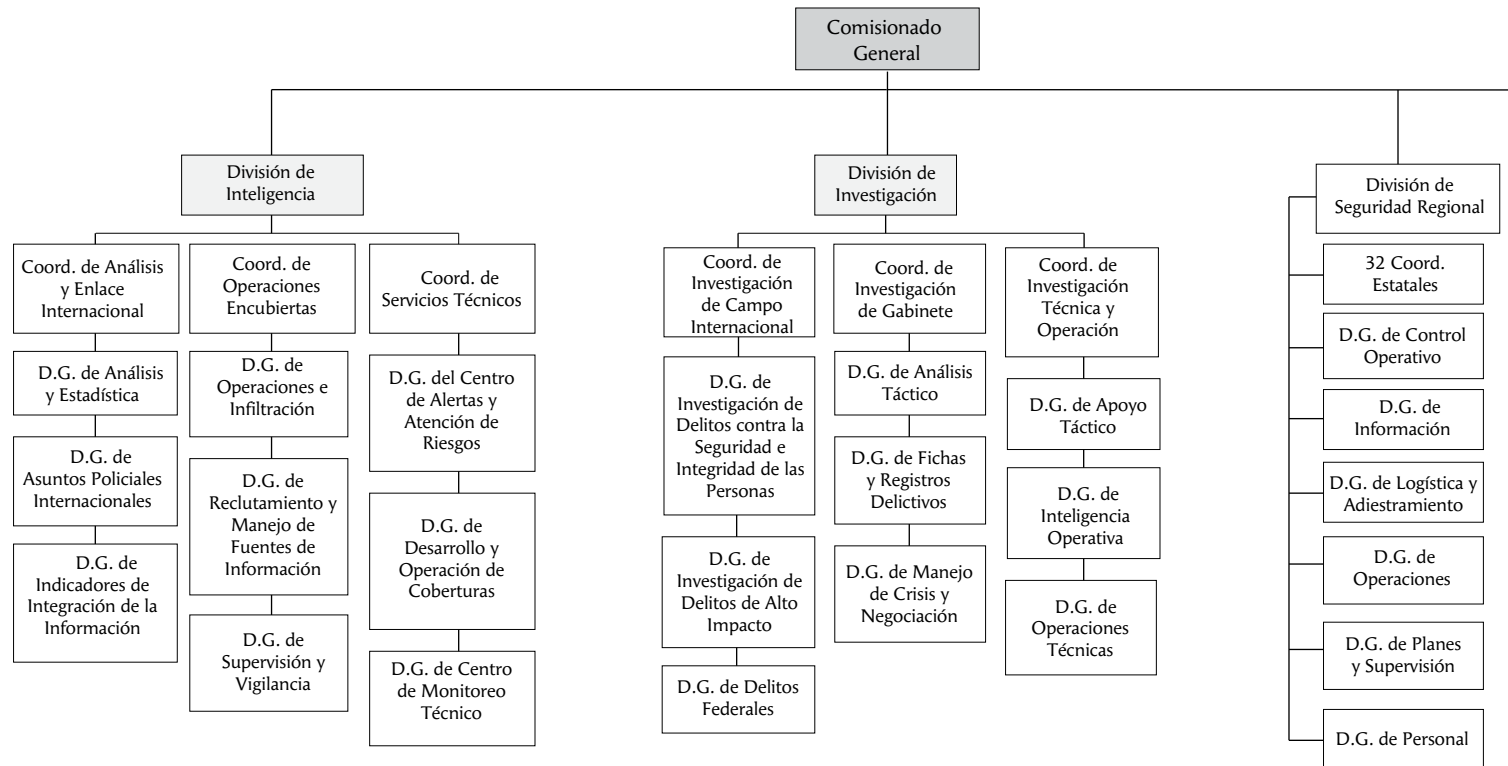 Comisionado
General
División de
Inteligencia
Coord. de Análisis
y Enlace
Internacional
D.G. de Análisis
y Estadística
D.G. de
Asuntos Policiales
Internacionales
D.G. de
Indicadores de
Integración de la
Información
Coord. de
Operaciones
Encubiertas
D.G. de
Operaciones e
Infiltración
D.G. de
Reclutamiento y
Manejo de
Fuentes de
Información
D.G. de
Supervisión y
Vigilancia
Coord. de
Servicios Técnicos
D.G. del Centro
de Alertas y
Atención de
Riesgos
D.G. de
Desarrollo y
Operación de
Coberturas
D.G. de Centro
de Monitoreo
Técnico
División de
Investigación
Coord. de
Investigación
de Campo
Internacional
D.G. de
Investigación de
Delitos contra la
Seguridad e
Integridad de las
Personas
D.G. de
Investigación de
Delitos de Alto
Impacto
D.G. de Delitos
Federales
Coord. de
Investigación
de Gabinete
D.G. de Análisis
Táctico
D.G. de Fichas
y Registros
Delictivos
D.G. de Manejo
de Crisis y
Negociación
Coord. de
Investigación
Técnica y
Operación
D.G. de Apoyo
Táctico
D.G. de
Inteligencia
Operativa
D.G. de
Operaciones
Técnicas
División de
Seguridad Regional
32 Coord.
Estatales
D.G. de Control
Operativo
D.G. de
Información
D.G. de Logística y
Adiestramiento
D.G. de
Operaciones
D.G. de Planes
y Supervisión
D.G. de Personal